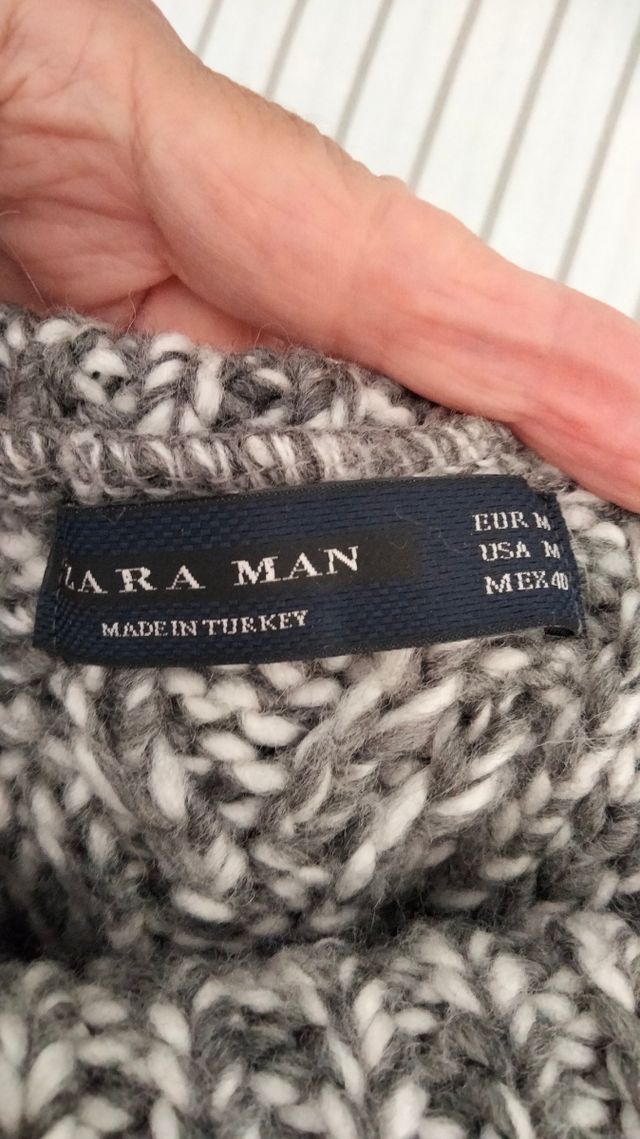 ZARA MAN
MADE IN TURKEY
EUR M
USA M
MEX 40